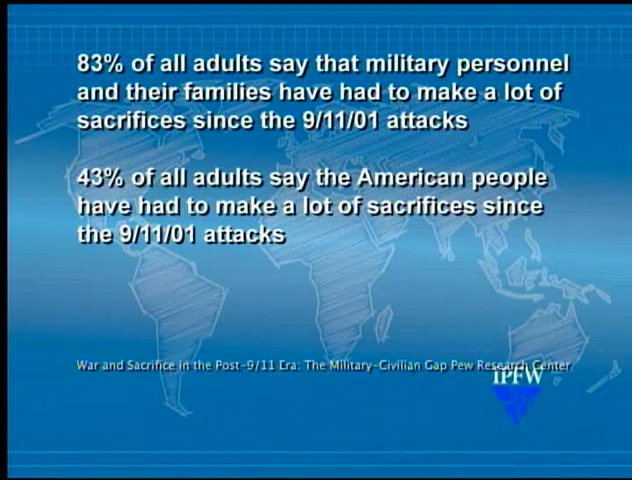 83% of all adults say that military personnel
and their families have had to make a lot of
sacrifices since the 9/11/01 attacks
43% of all adults say the American people
have had to make a lot of sacrifices since
the 9/11/01 attacks
War and Sacrifice in the Post-9/11 Era: The Military-Civilian Gap Pew Research Center
IPFW